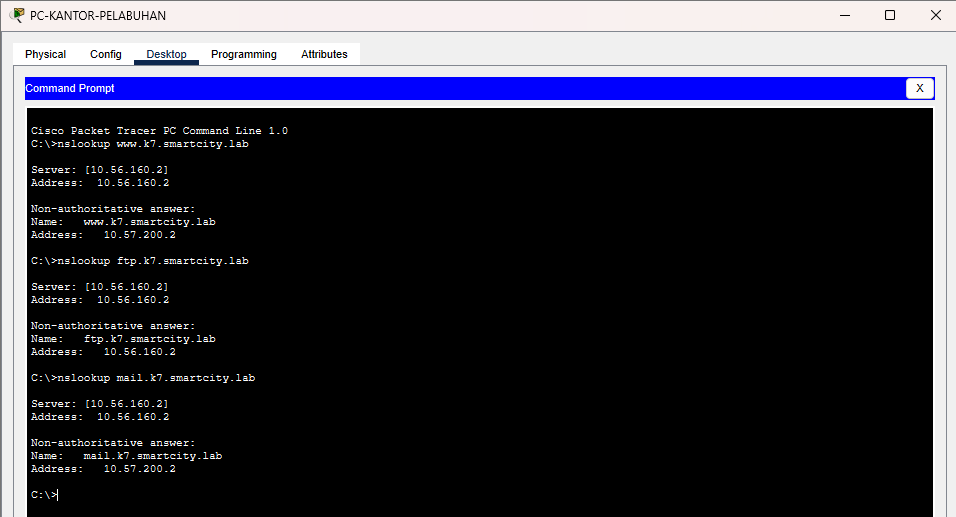 PC-KANTOR-PELABUHAN
Physical Config Desktop Programming Attributes
Command Prompt X
Cisco Packet Tracer PC Command Line 1.0
C:\>nslookup www.k7.smartcity.lab
Server: [10.56.160.2]
Address:  10.56.160.2
Non-authoritative answer:
Name:   www.k7.smartcity.lab
Address:   10.57.200.2
C:\>nslookup ftp.k7.smartcity.lab
Server: [10.56.160.2]
Address:  10.56.160.2
Non-authoritative answer:
Name:   ftp.k7.smartcity.lab
Address:   10.56.160.2
C:\>nslookup mail.k7.smartcity.lab
Server: [10.56.160.2]
Address:  10.56.160.2
Non-authoritative answer:
Name:   mail.k7.smartcity.lab
Address:   10.57.200.2
C:\>